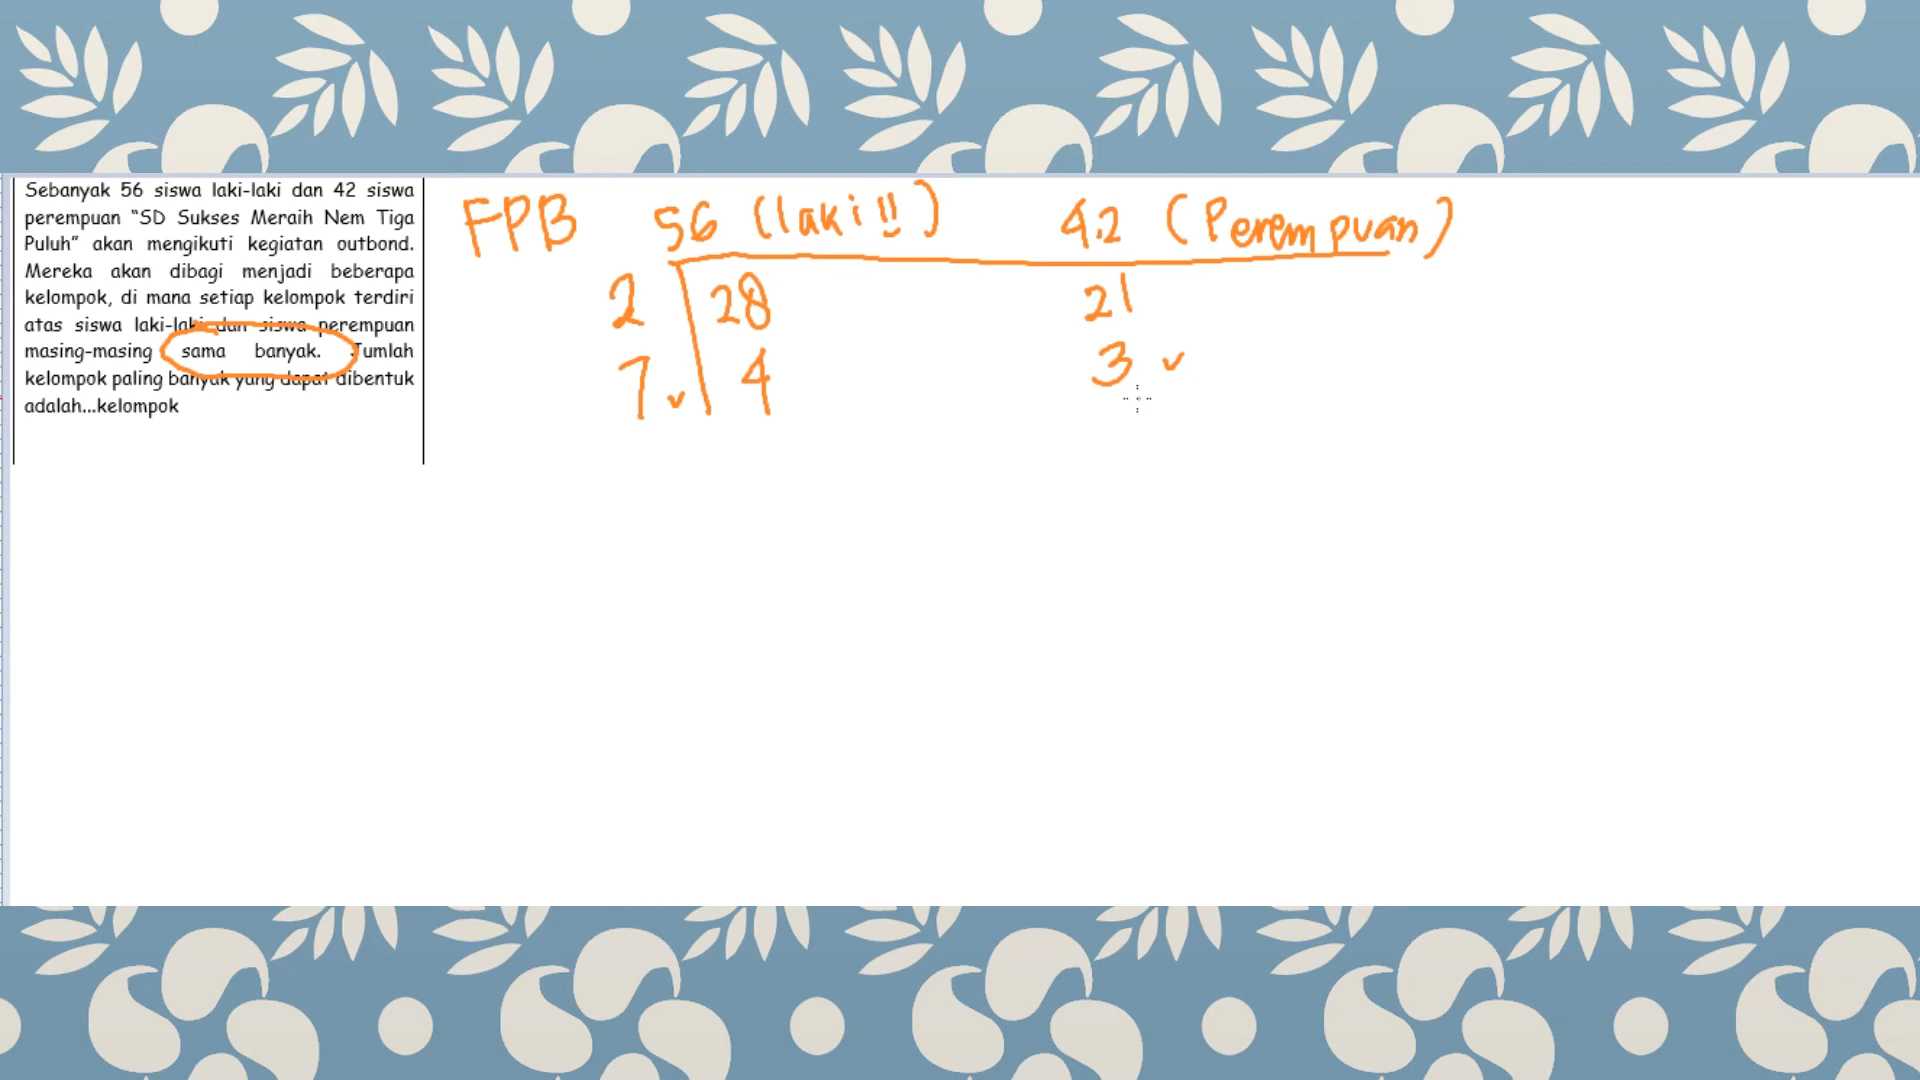 Sebanyak 56 siswa laki-laki dan 42 siswa
perempuan “SD Sukses Meraih Nem Tiga
Puluh” akan mengikuti kegiatan outbond.
Mereka akan dibagi menjadi beberapa
kelompok, di mana setiap kelompok terdiri
atas siswa laki-laki dan siswa perempuan
masing-masing sama banyak. Jumlah
kelompok paling banyak yang dapat dibentuk
adalah...kelompok
FPB 56 (laki!!) 42 (Perempuan)
2 28 21
7 4 3